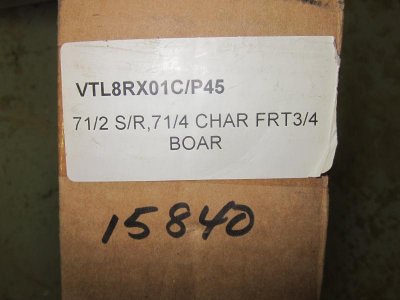 VTL8RX01C/P45
71/2 S/R,71/4 CHAR FRT3/4
BOAR
15840